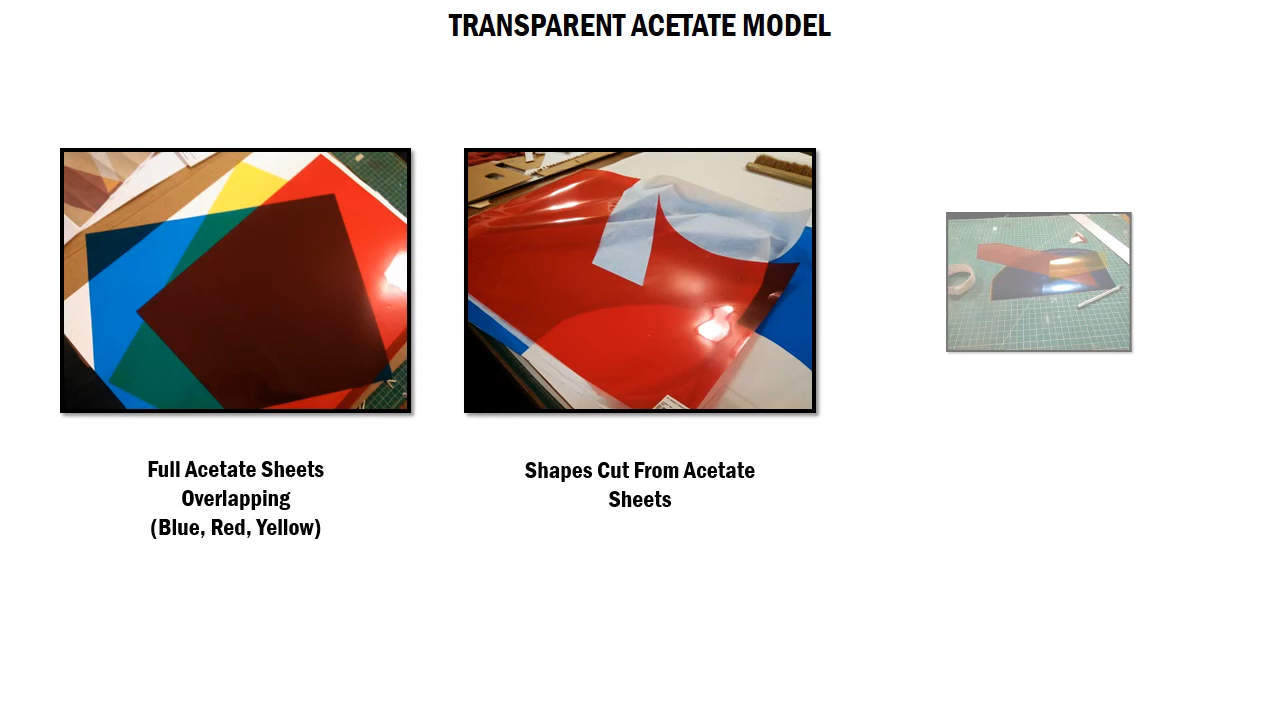 TRANSPARENT ACETATE MODEL
Full Acetate Sheets
Overlapping
(Blue, Red, Yellow)
Shapes Cut From Acetate
Sheets